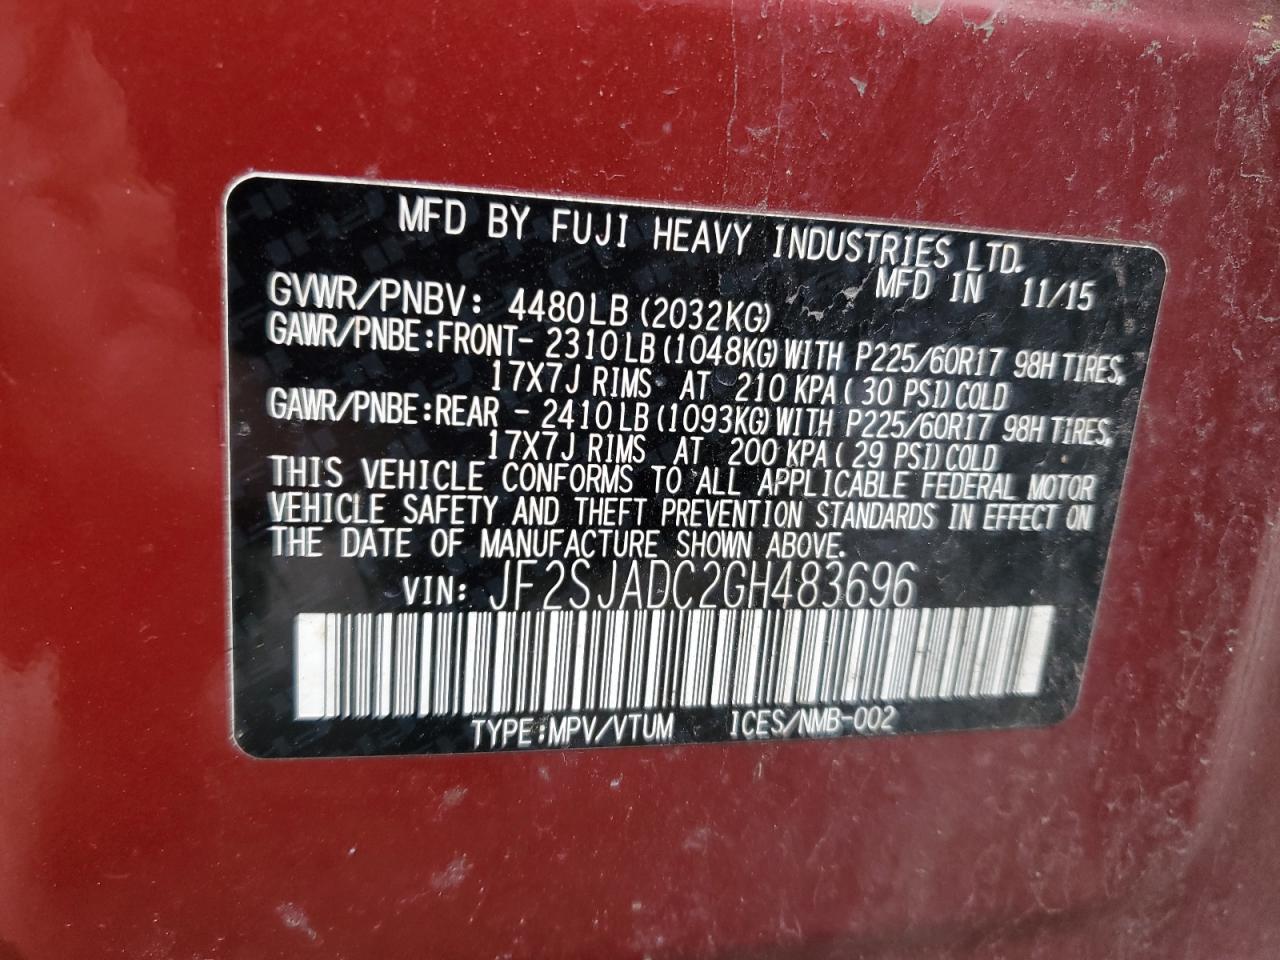 MFD BY FUJI HEAVY INDUSTRIES LTD.
MFD IN 11/15
GVWR/PNBV: 4480LB (2032KG)
GAWR/PNBE:FRONT- 2310LB (1048KG) WITH P225/60R17 98H TIRES,
17X7J RIMS AT 210 KPA ( 30 PSI) COLD
GAWR/PNBE:REAR - 2410LB (1093KG) WITH P225/60R17 98H TIRES,
17X7J RIMS AT 200 KPA ( 29 PSI) COLD
THIS VEHICLE CONFORMS TO ALL APPLICABLE FEDERAL MOTOR
VEHICLE SAFETY AND THEFT PREVENTION STANDARDS IN EFFECT ON
THE DATE OF MANUFACTURE SHOWN ABOVE.
VIN: JF2SJADC2GH483696
TYPE:MPV/VTUM ICES/NMB-002